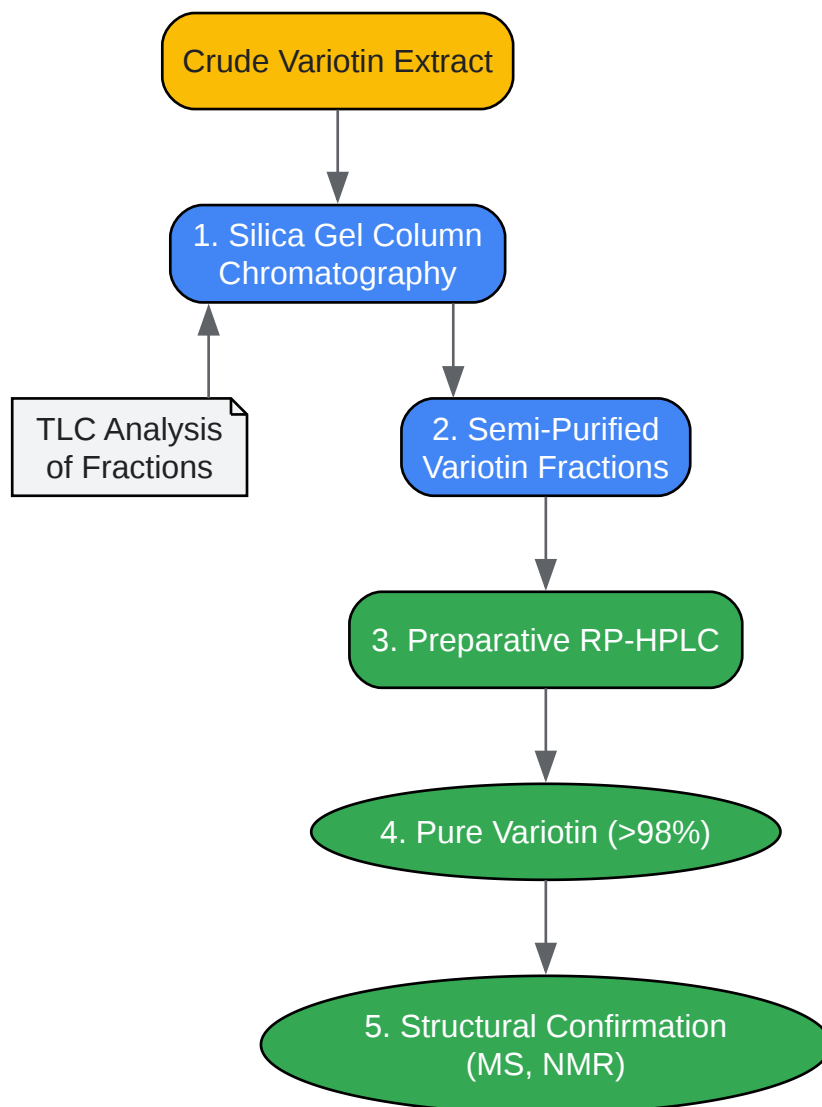 Crude Variotin Extract
1. Silica Gel Column
Chromatography
TLC Analysis
of Fractions
2. Semi-Purified
Variotin Fractions
3. Preparative RP-HPLC
4. Pure Variotin (>98%)
5. Structural Confirmation
(MS, NMR)